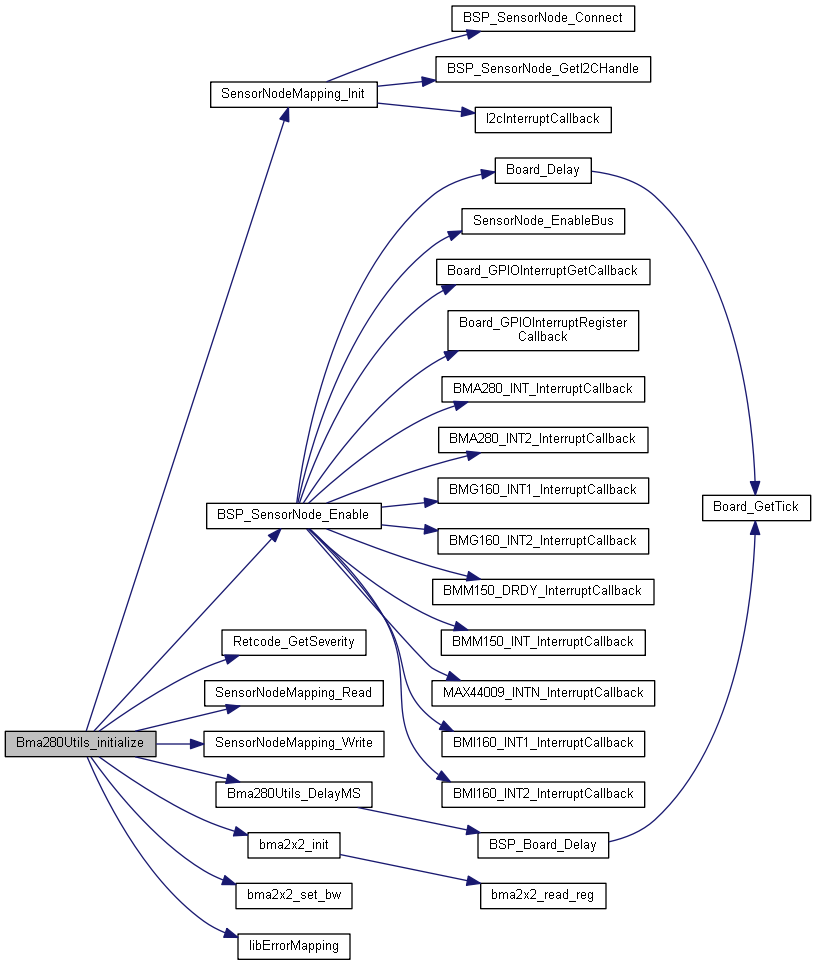 BSP_SensorNode_Connect
BSP_SensorNode_GetI2CHandle
SensorNodeMapping_Init
I2cInterruptCallback
Board_Delay
SensorNode_EnableBus
Board_GPIOInterruptGetCallback
Board_GPIOInterruptRegister
Callback
BMA280_INT_InterruptCallback
BMA280_INT2_InterruptCallback
BMG160_INT1_InterruptCallback
Board_GetTick
BSP_SensorNode_Enable
BMG160_INT2_InterruptCallback
BMM150_DRDY_InterruptCallback
BMM150_INT_InterruptCallback
Retcode_GetSeverity
SensorNodeMapping_Read
MAX44009_INTN_InterruptCallback
Bma280Utils_initialize
SensorNodeMapping_Write
BMI160_INT1_InterruptCallback
Bma280Utils_DelayMS
BMI160_INT2_InterruptCallback
bma2x2_init
BSP_Board_Delay
bma2x2_set_bw
bma2x2_read_reg
libErrorMapping